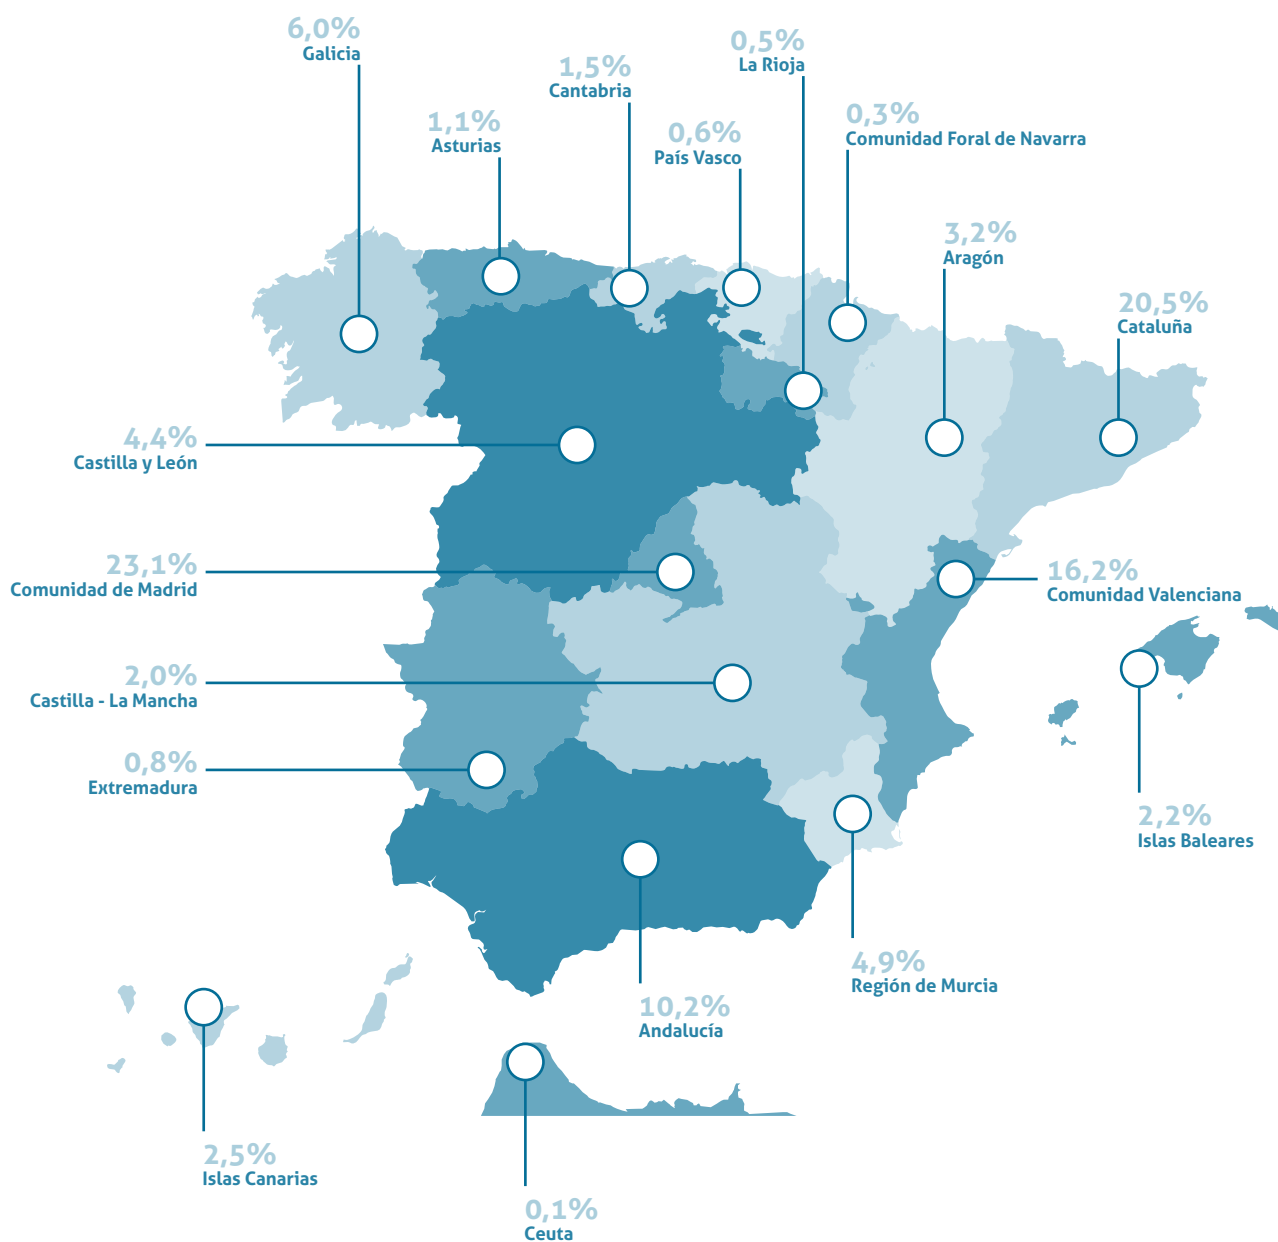 6,0%
Galicia
0,5%
La Rioja
1,5%
Cantabria
0,3%
Comunidad Foral de Navarra
1,1%
Asturias
0,6%
País Vasco
3,2%
Aragón
20,5%
Cataluña
4,4%
Castilla y León
23,1%
Comunidad de Madrid
16,2%
Comunidad Valenciana
2,0%
Castilla - La Mancha
0,8%
Extremadura
2,2%
Islas Baleares
4,9%
Región de Murcia
10,2%
Andalucía
2,5%
Islas Canarias
0,1%
Ceuta